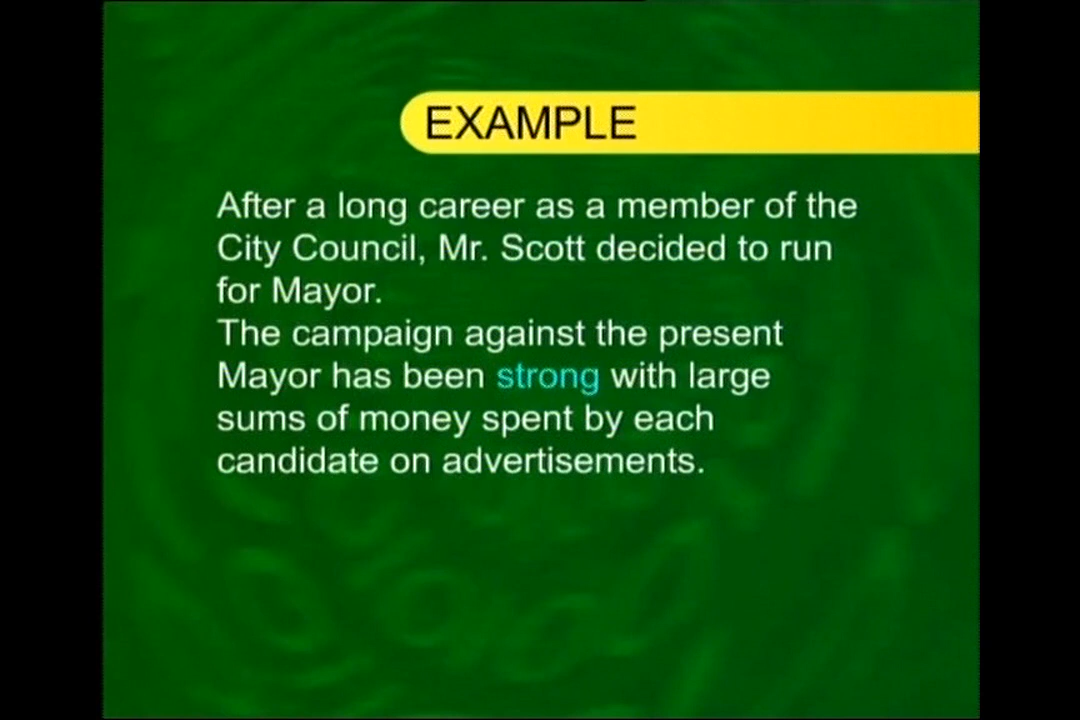 EXAMPLE
After a long career as a member of the
City Council, Mr. Scott decided to run
for Mayor.
The campaign against the present
Mayor has been strong with large
sums of money spent by each
candidate on advertisements.